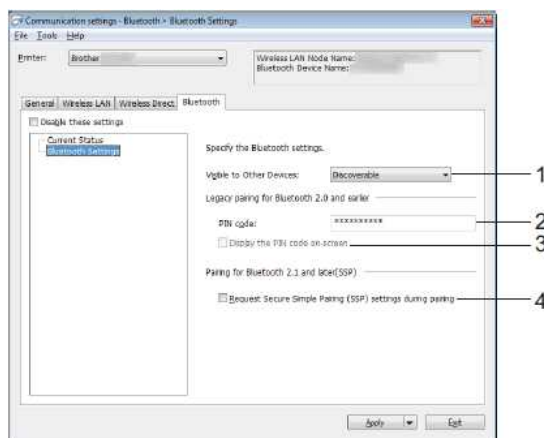 Communication settings - Bluetooth > Bluetooth Settings
File Tools Help
Printer: Brother
Wireless LAN Node Name:
Bluetooth Device Name:
General Wireless LAN Wireless Direct Bluetooth
Disable these settings
Current Status
Bluetooth Settings
Specify the Bluetooth settings.
Visible to Other Devices: Discoverable 1
Legacy pairing for Bluetooth 2.0 and earlier
PIN code: ********** 2
Display the PIN code on screen 3
Pairing for Bluetooth 2.1 and later(SSP)
Request Secure Simple Pairing (SSP) settings during pairing 4
Apply Exit